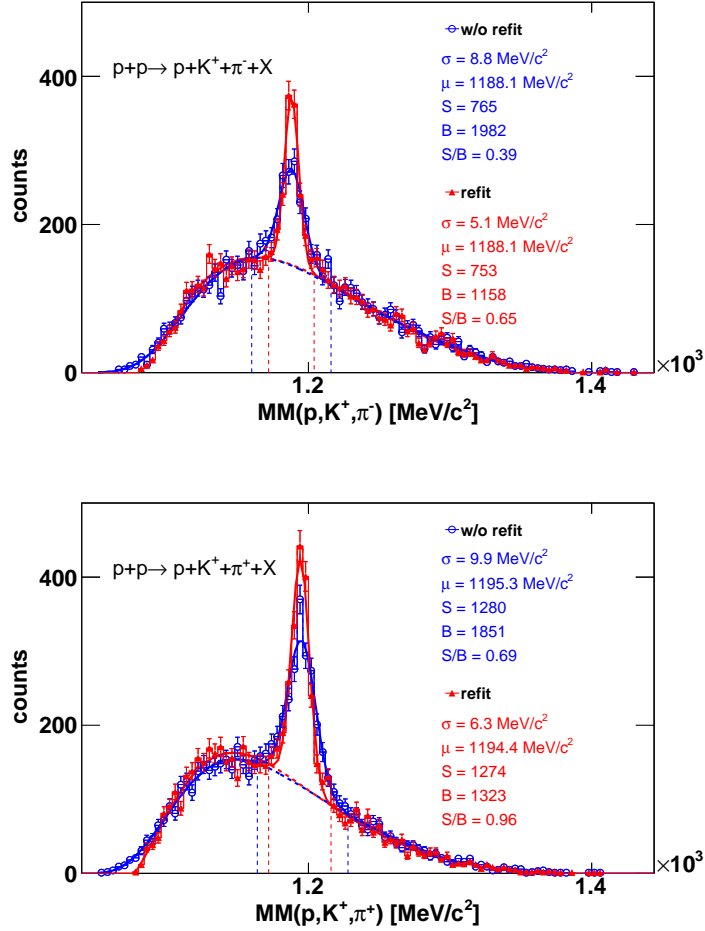 w/o refit
p+p→ p+K⁺+π⁻+X
σ = 8.8 MeV/c²
μ = 1188.1 MeV/c²
S = 765
B = 1982
S/B = 0.39
refit
σ = 5.1 MeV/c²
μ = 1188.1 MeV/c²
S = 753
B = 1158
S/B = 0.65
counts
400
200
0
1.2
1.4
×10³
MM(p,K⁺,π⁻) [MeV/c²]
w/o refit
p+p→ p+K⁺+π⁺+X
σ = 9.9 MeV/c²
μ = 1195.3 MeV/c²
S = 1280
B = 1851
S/B = 0.69
refit
σ = 6.3 MeV/c²
μ = 1194.4 MeV/c²
S = 1274
B = 1323
S/B = 0.96
counts
400
200
0
1.2
1.4
×10³
MM(p,K⁺,π⁺) [MeV/c²]